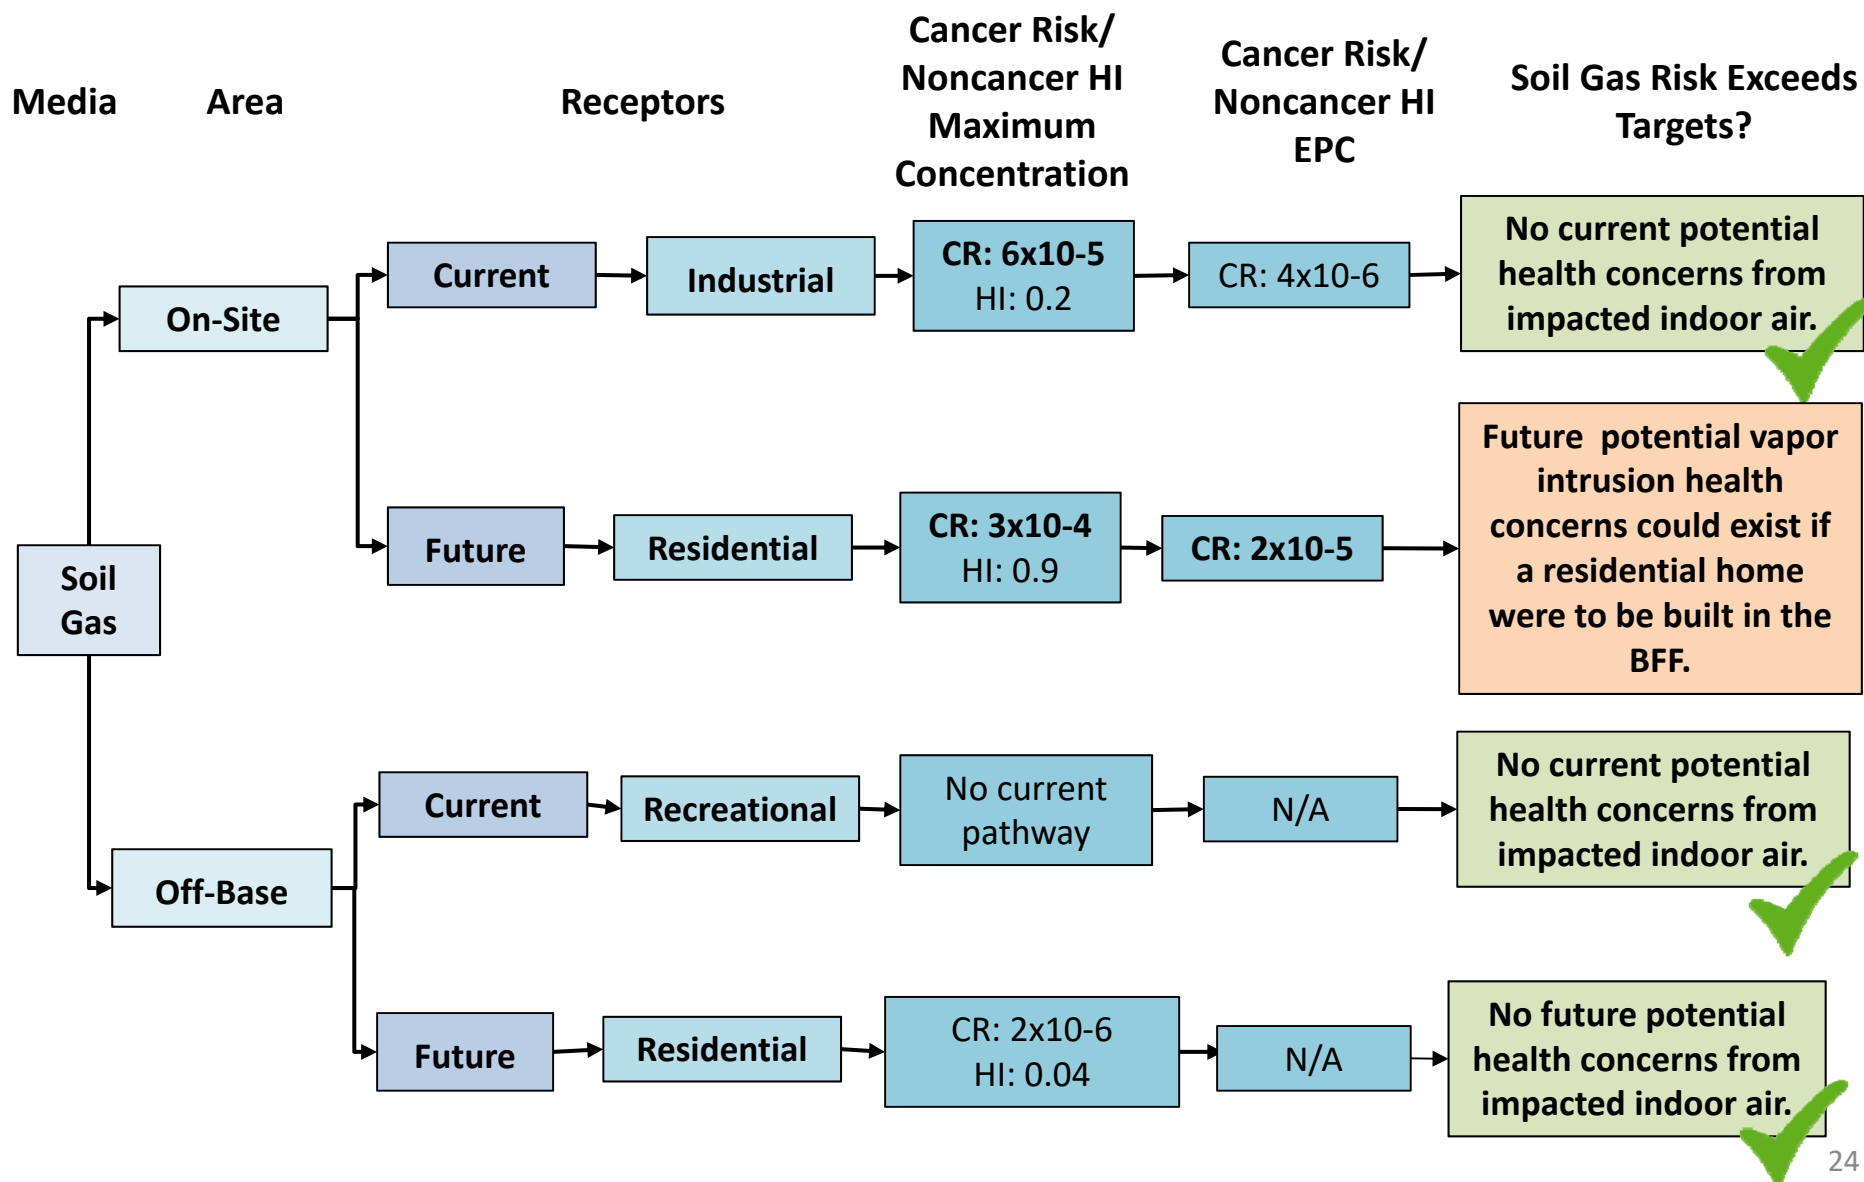 Media
Area
Receptors
Cancer Risk/
Noncancer HI
Maximum
Concentration
Cancer Risk/
Noncancer HI
EPC
Soil Gas Risk Exceeds
Targets?
Soil
Gas
On-Site
Current
Industrial
CR: 6x10-5
HI: 0.2
CR: 4x10-6
No current potential
health concerns from
impacted indoor air.
Future
Residential
CR: 3x10-4
HI: 0.9
CR: 2x10-5
Future  potential vapor
intrusion health
concerns could exist if
a residential home
were to be built in the
BFF.
Off-Base
Current
Recreational
No current
pathway
N/A
No current potential
health concerns from
impacted indoor air.
Future
Residential
CR: 2x10-6
HI: 0.04
N/A
No future potential
health concerns from
impacted indoor air.
24